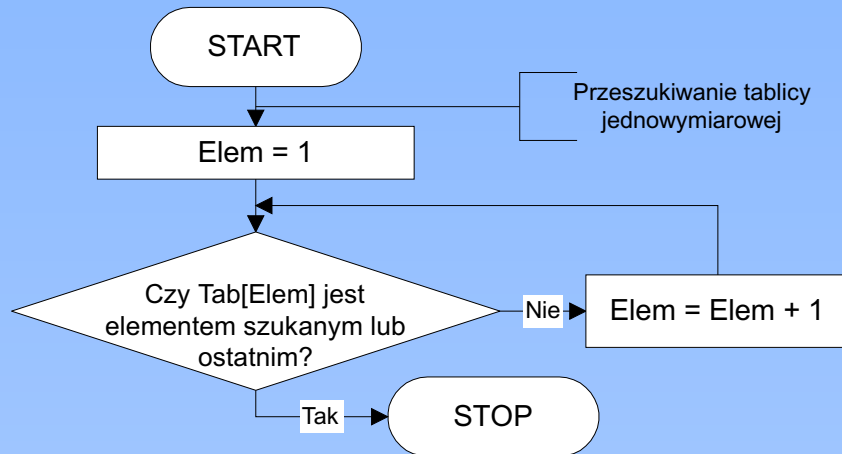 START
Przeszukiwanie tablicy
jednowymiarowej
Elem = 1
Czy Tab[Elem] jest
elementem szukanym lub
ostatnim?
Nie
Elem = Elem + 1
Tak
STOP